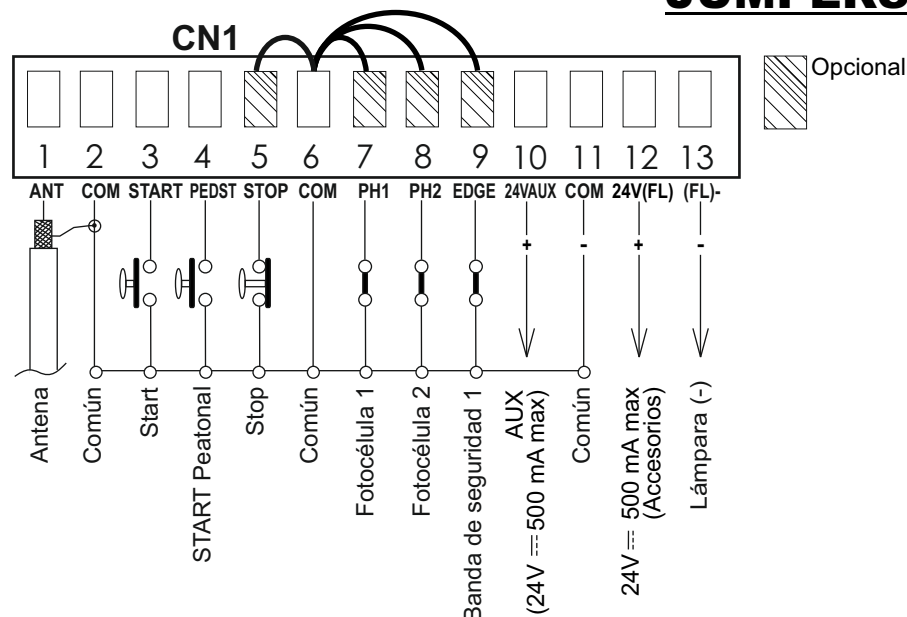 JUMPERS
CN1
Opcional
1 2 3 4 5 6 7 8 9 10 11 12 13
ANT COM START PEDST STOP COM PH1 PH2 EDGE 24VAUX COM 24V(FL) (FL)-
+ - + -
Antena
Común
Start
START Peatonal
Stop
Común
Fotocélula 1
Fotocélula 2
Banda de seguridad 1
AUX
(24V ⎓ 500 mA max)
Común
24V ⎓ 500 mA max
(Accesorios)
Lámpara (-)